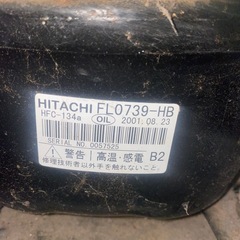 HITACHI FL0739-HB
HFC-134a OIL 2001.08.23
SERIAL NO. 0057525
警告 高温・感電 B2
修理技術者以外手を触れないこと。